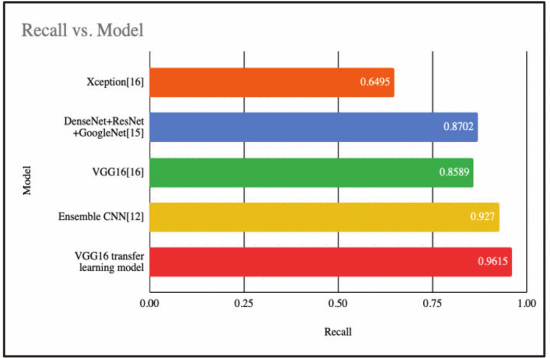 Recall vs. Model
Model
Xception[16]
0.6495
DenseNet+ResNet
+GoogleNet[15]
0.8702
VGG16[16]
0.8589
Ensemble CNN[12]
0.927
VGG16 transfer
learning model
0.9615
0.00 0.25 0.50 0.75 1.00
Recall